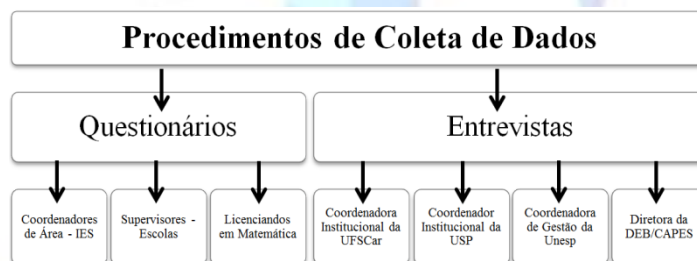 Procedimentos de Coleta de Dados
Questionários
Entrevistas
Coordenadores
de Área - IES
Supervisores -
Escolas
Licenciandos
em Matemática
Coordenadora
Institucional da
UFSCar
Coordenador
Institucional da
USP
Coordenadora
de Gestão da
Unesp
Diretora da
DEB/CAPES